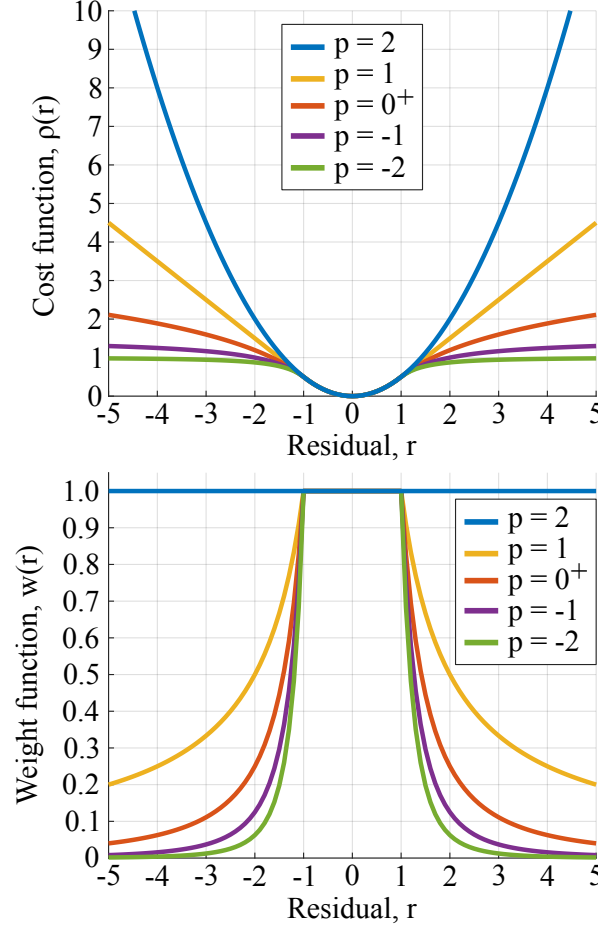 10
9
8
7
6
5
4
3
2
1
0
Cost function, ρ(r)
p = 2
p = 1
p = 0⁺
p = -1
p = -2
-5 -4 -3 -2 -1 0 1 2 3 4 5
Residual, r
1.0
0.9
0.8
0.7
0.6
0.5
0.4
0.3
0.2
0.1
0
Weight function, w(r)
p = 2
p = 1
p = 0⁺
p = -1
p = -2
-5 -4 -3 -2 -1 0 1 2 3 4 5
Residual, r